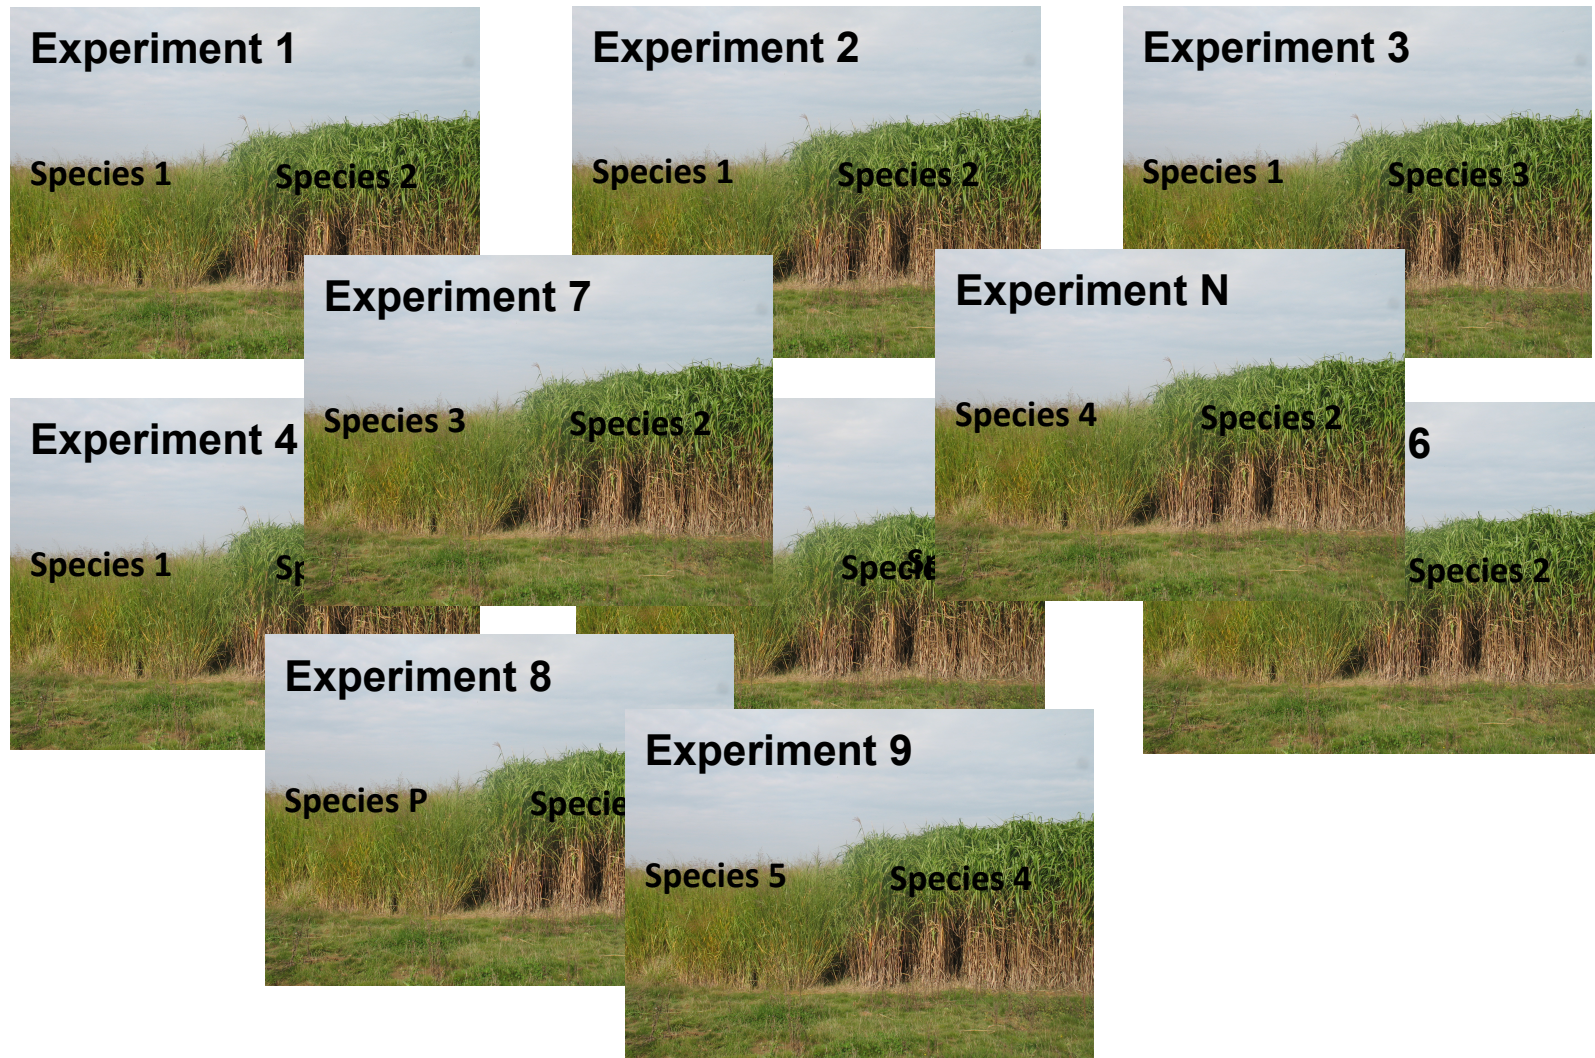 Experiment 1
Species 1
Species 2
Experiment 2
Species 1
Species 2
Experiment 3
Species 1
Species 3
Experiment 7
Species 3
Species 2
Experiment N
Species 4
Species 2
Experiment 4
Species 1
6
Species 2
Experiment 8
Species P
Experiment 9
Species 5
Species 4